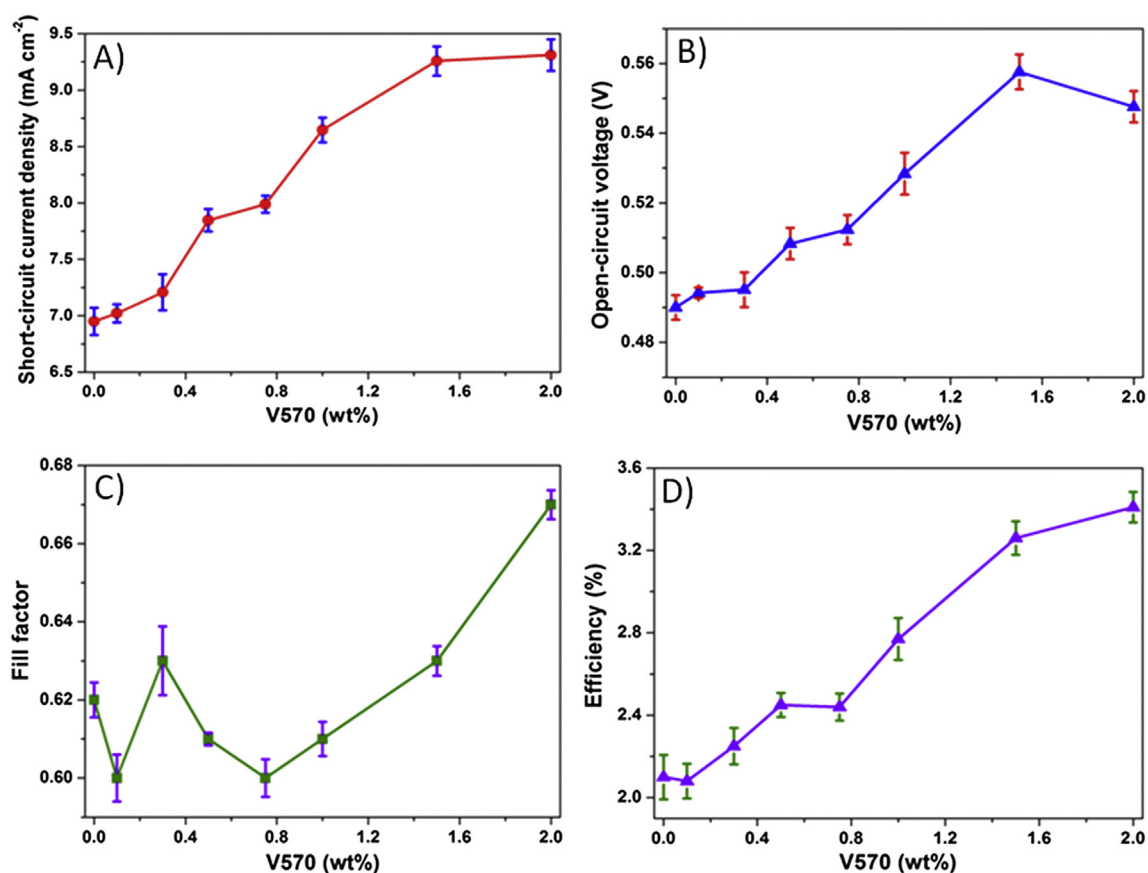 A)
Short-circuit current density (mA cm⁻²)
9.5
9.0
8.5
8.0
7.5
7.0
6.5
0.0 0.4 0.8 1.2 1.6 2.0
V570 (wt%)
B)
Open-circuit voltage (V)
0.56
0.54
0.52
0.50
0.48
0.0 0.4 0.8 1.2 1.6 2.0
V570 (wt%)
C)
Fill factor
0.68
0.66
0.64
0.62
0.60
0.0 0.4 0.8 1.2 1.6 2.0
V570 (wt%)
D)
Efficiency (%)
3.6
3.2
2.8
2.4
2.0
0.0 0.4 0.8 1.2 1.6 2.0
V570 (wt%)